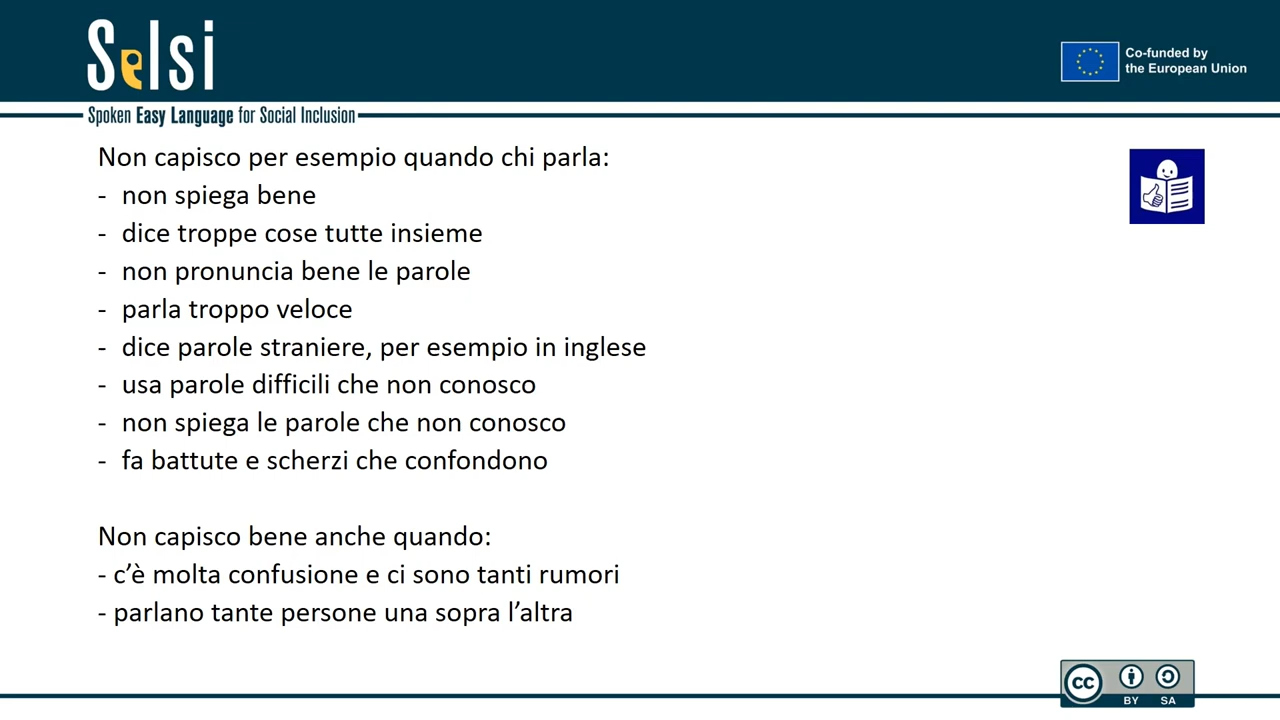 Selsi
Co-funded by
the European Union
Spoken Easy Language for Social Inclusion
Non capisco per esempio quando chi parla:
- non spiega bene
- dice troppe cose tutte insieme
- non pronuncia bene le parole
- parla troppo veloce
- dice parole straniere, per esempio in inglese
- usa parole difficili che non conosco
- non spiega le parole che non conosco
- fa battute e scherzi che confondono
Non capisco bene anche quando:
- c’è molta confusione e ci sono tanti rumori
- parlano tante persone una sopra l’altra
cc
BY SA